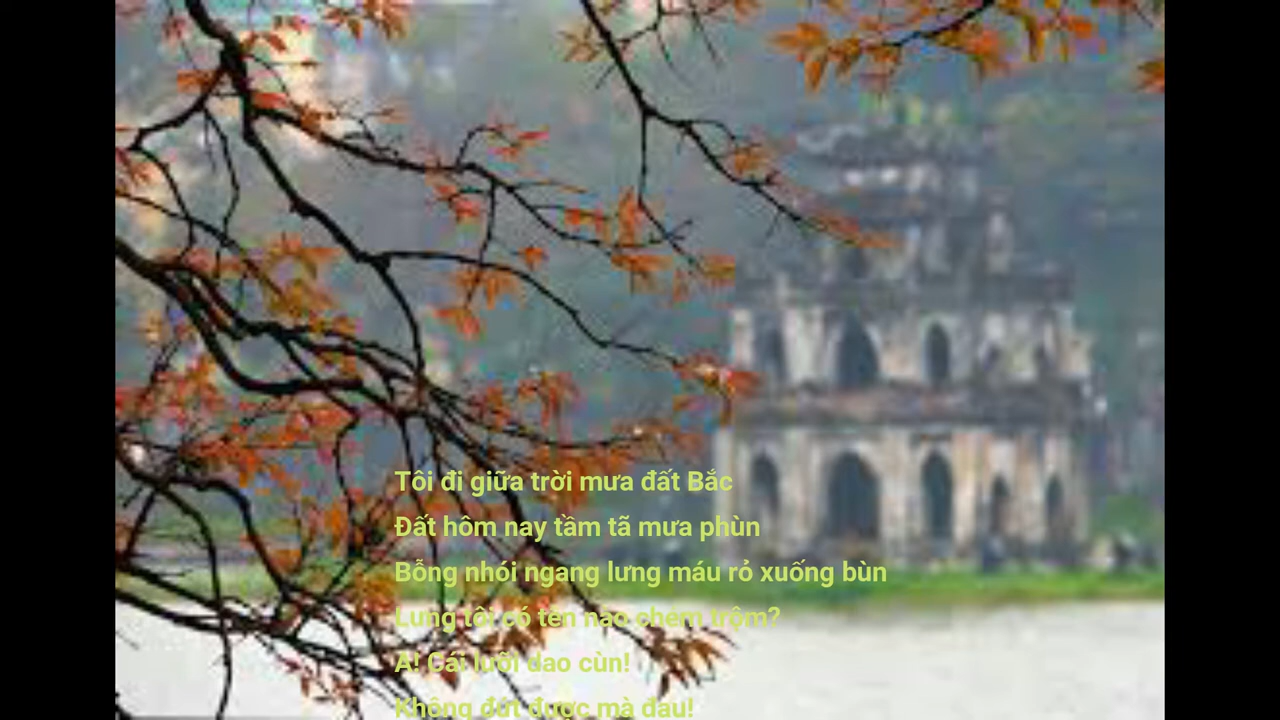 Tôi đi giữa trời mưa đất Bắc
Đất hôm nay tầm tã mưa phùn
Bỗng nhói ngang lưng máu rỏ xuống bùn
Lưng tôi có tên nào chém trộm?
A! Cái lưỡi dao cùn!
Không đứt được mà đau!